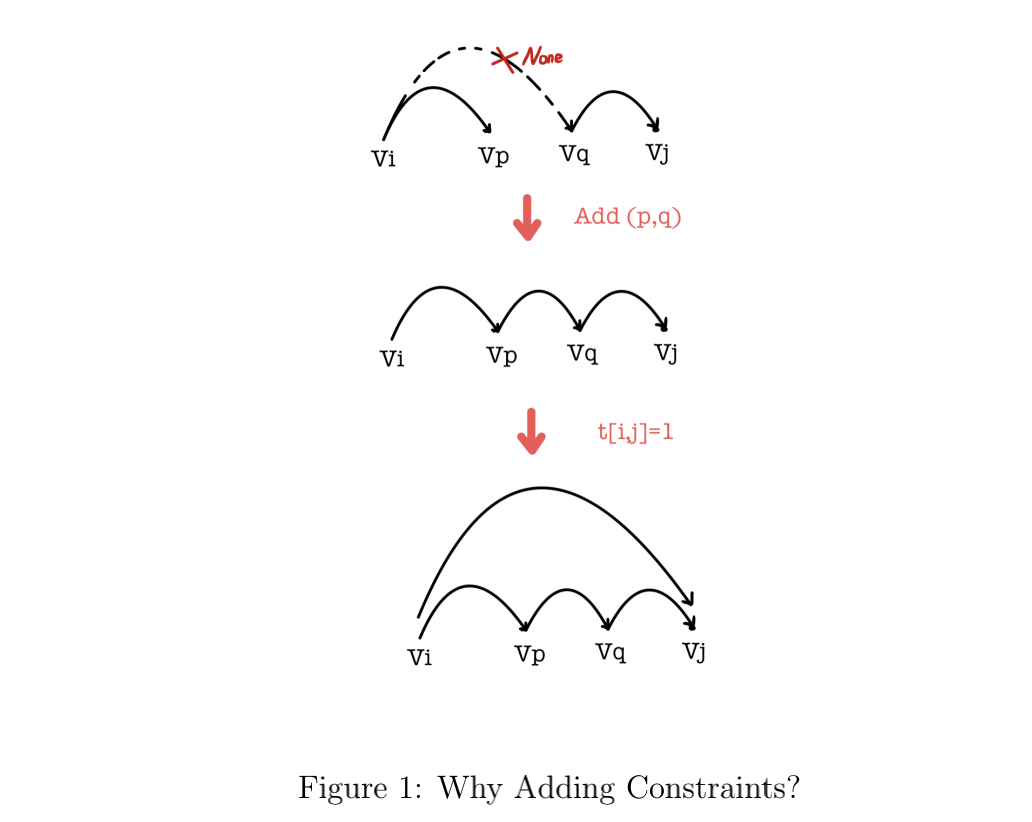 None
Vi Vp Vq Vj
Add (p,q)
Vi Vp Vq Vj
t[i,j]=1
Vi Vp Vq Vj
Figure 1: Why Adding Constraints?